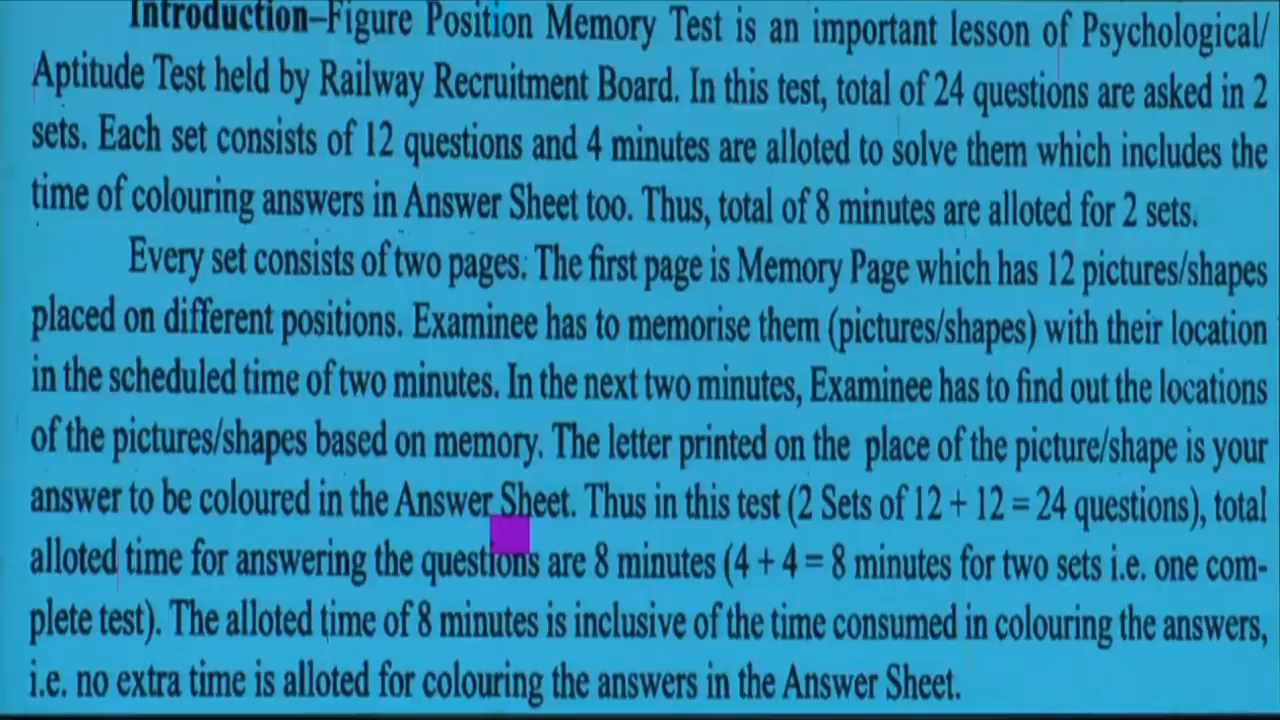 Introduction–Figure Position Memory Test is an important lesson of Psychological/
Aptitude Test held by Railway Recruitment Board. In this test, total of 24 questions are asked in 2
sets. Each set consists of 12 questions and 4 minutes are alloted to solve them which includes the
time of colouring answers in Answer Sheet too. Thus, total of 8 minutes are alloted for 2 sets.
Every set consists of two pages. The first page is Memory Page which has 12 pictures/shapes
placed on different positions. Examinee has to memorise them (pictures/shapes) with their location
in the scheduled time of two minutes. In the next two minutes, Examinee has to find out the locations
of the pictures/shapes based on memory. The letter printed on the place of the picture/shape is your
answer to be coloured in the Answer Sheet. Thus in this test (2 Sets of 12 + 12 = 24 questions), total
alloted time for answering the questions are 8 minutes (4 + 4 = 8 minutes for two sets i.e. one com-
plete test). The alloted time of 8 minutes is inclusive of the time consumed in colouring the answers,
i.e. no extra time is alloted for colouring the answers in the Answer Sheet.